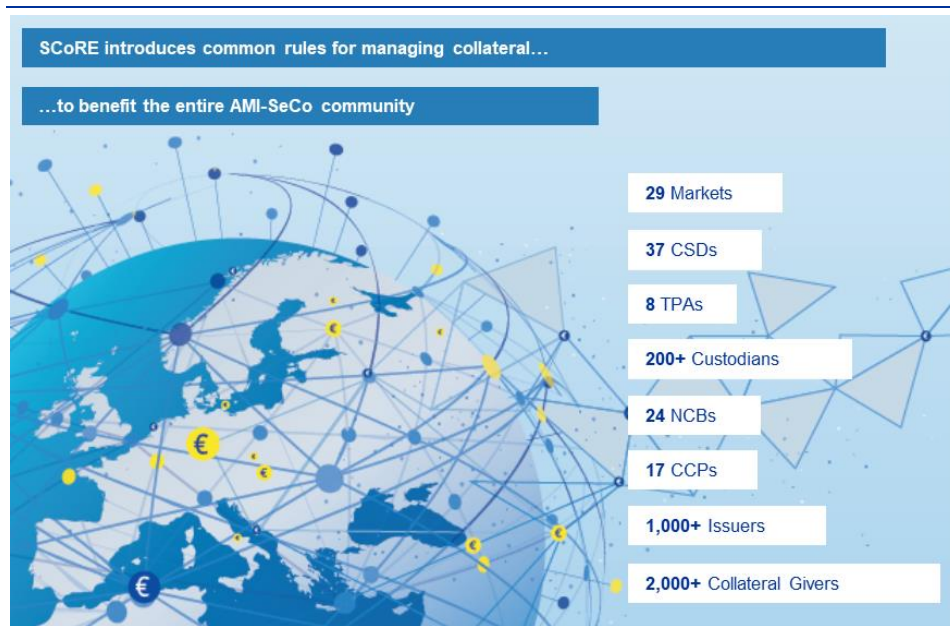 SCoRE introduces common rules for managing collateral…
…to benefit the entire AMI-SeCo community
29 Markets
37 CSDs
8 TPAs
200+ Custodians
24 NCBs
17 CCPs
1,000+ Issuers
2,000+ Collateral Givers